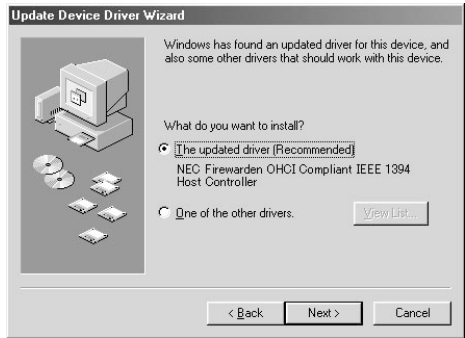 Update Device Driver Wizard
Windows has found an updated driver for this device, and
also some other drivers that should work with this device.
What do you want to install?
The updated driver (Recommended)
NEC Firewarden OHCI Compliant IEEE 1394
Host Controller
One of the other drivers.
View List...
< Back
Next >
Cancel